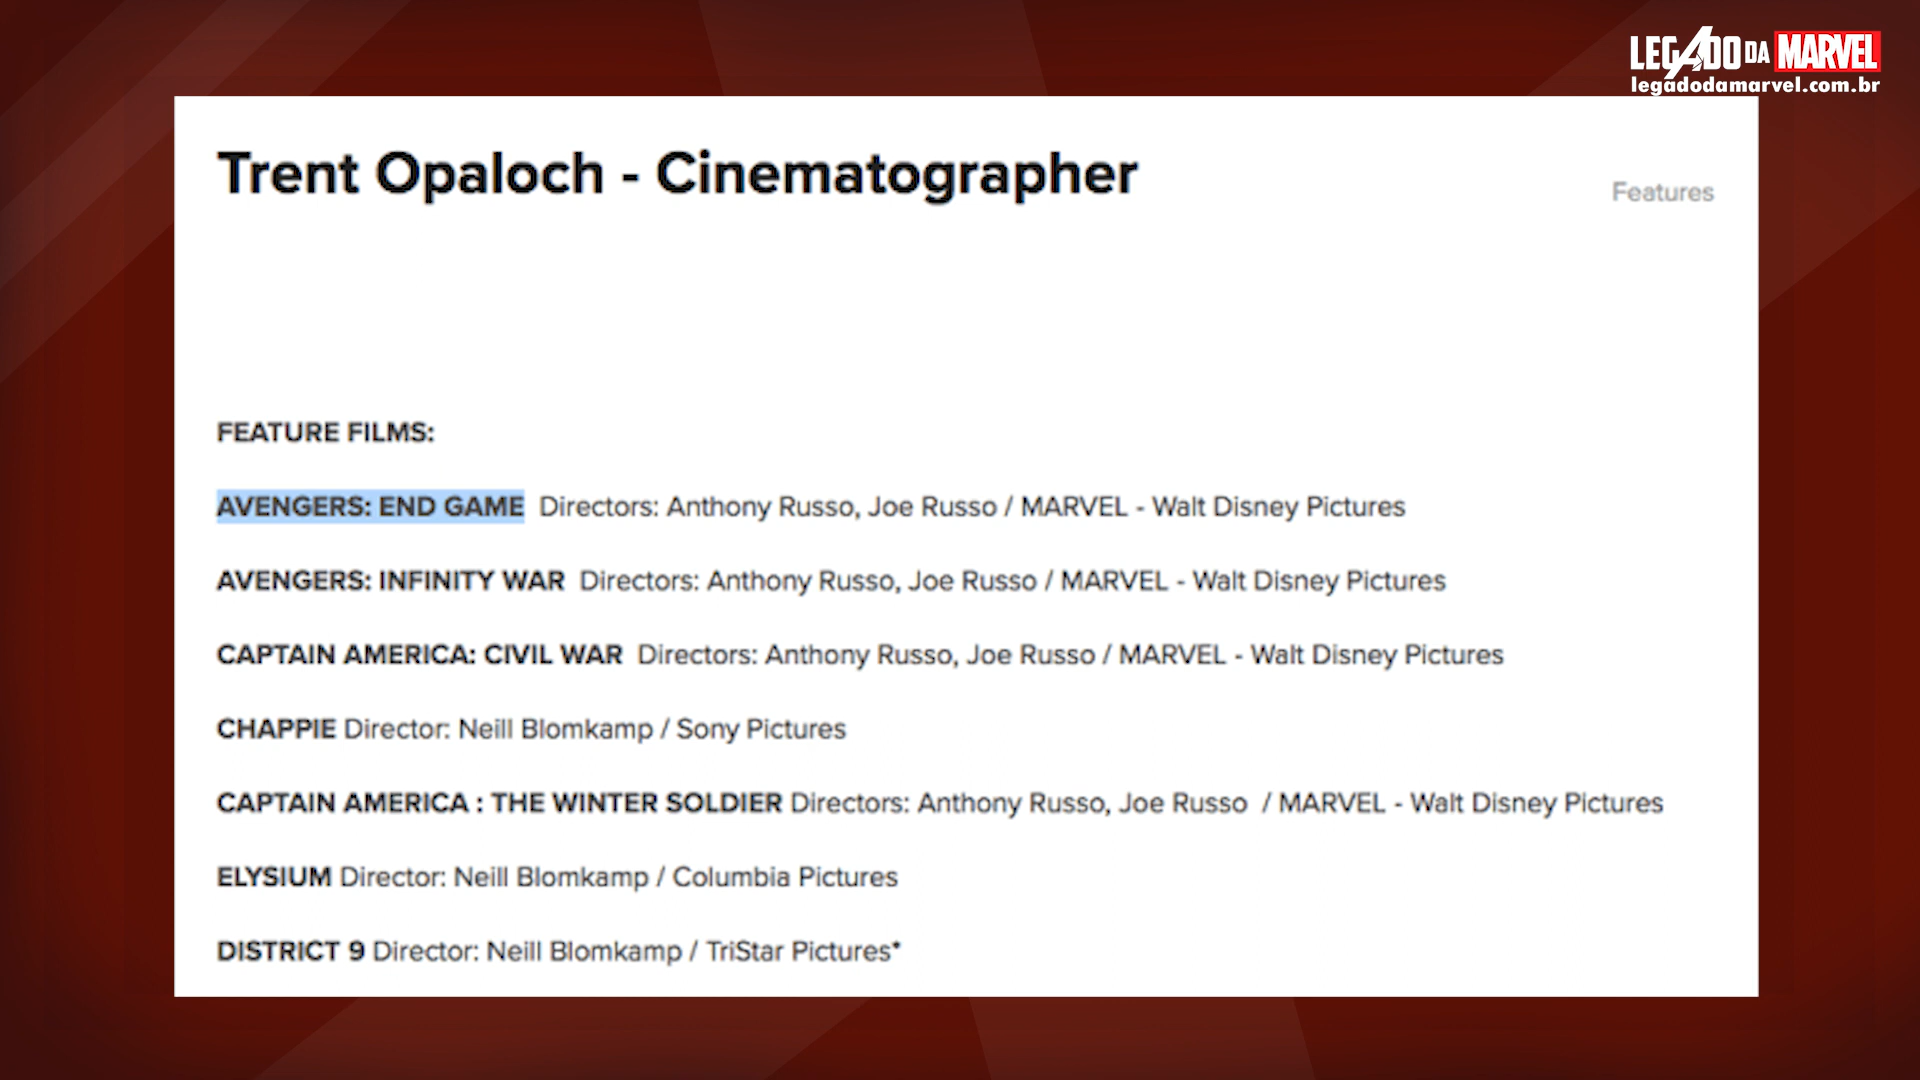 LEGADO DA MARVEL
legadodamarvel.com.br
Trent Opaloch - Cinematographer
Features
FEATURE FILMS:
AVENGERS: END GAME Directors: Anthony Russo, Joe Russo / MARVEL - Walt Disney Pictures
AVENGERS: INFINITY WAR Directors: Anthony Russo, Joe Russo / MARVEL - Walt Disney Pictures
CAPTAIN AMERICA: CIVIL WAR Directors: Anthony Russo, Joe Russo / MARVEL - Walt Disney Pictures
CHAPPIE Director: Neill Blomkamp / Sony Pictures
CAPTAIN AMERICA : THE WINTER SOLDIER Directors: Anthony Russo, Joe Russo / MARVEL - Walt Disney Pictures
ELYSIUM Director: Neill Blomkamp / Columbia Pictures
DISTRICT 9 Director: Neill Blomkamp / TriStar Pictures*